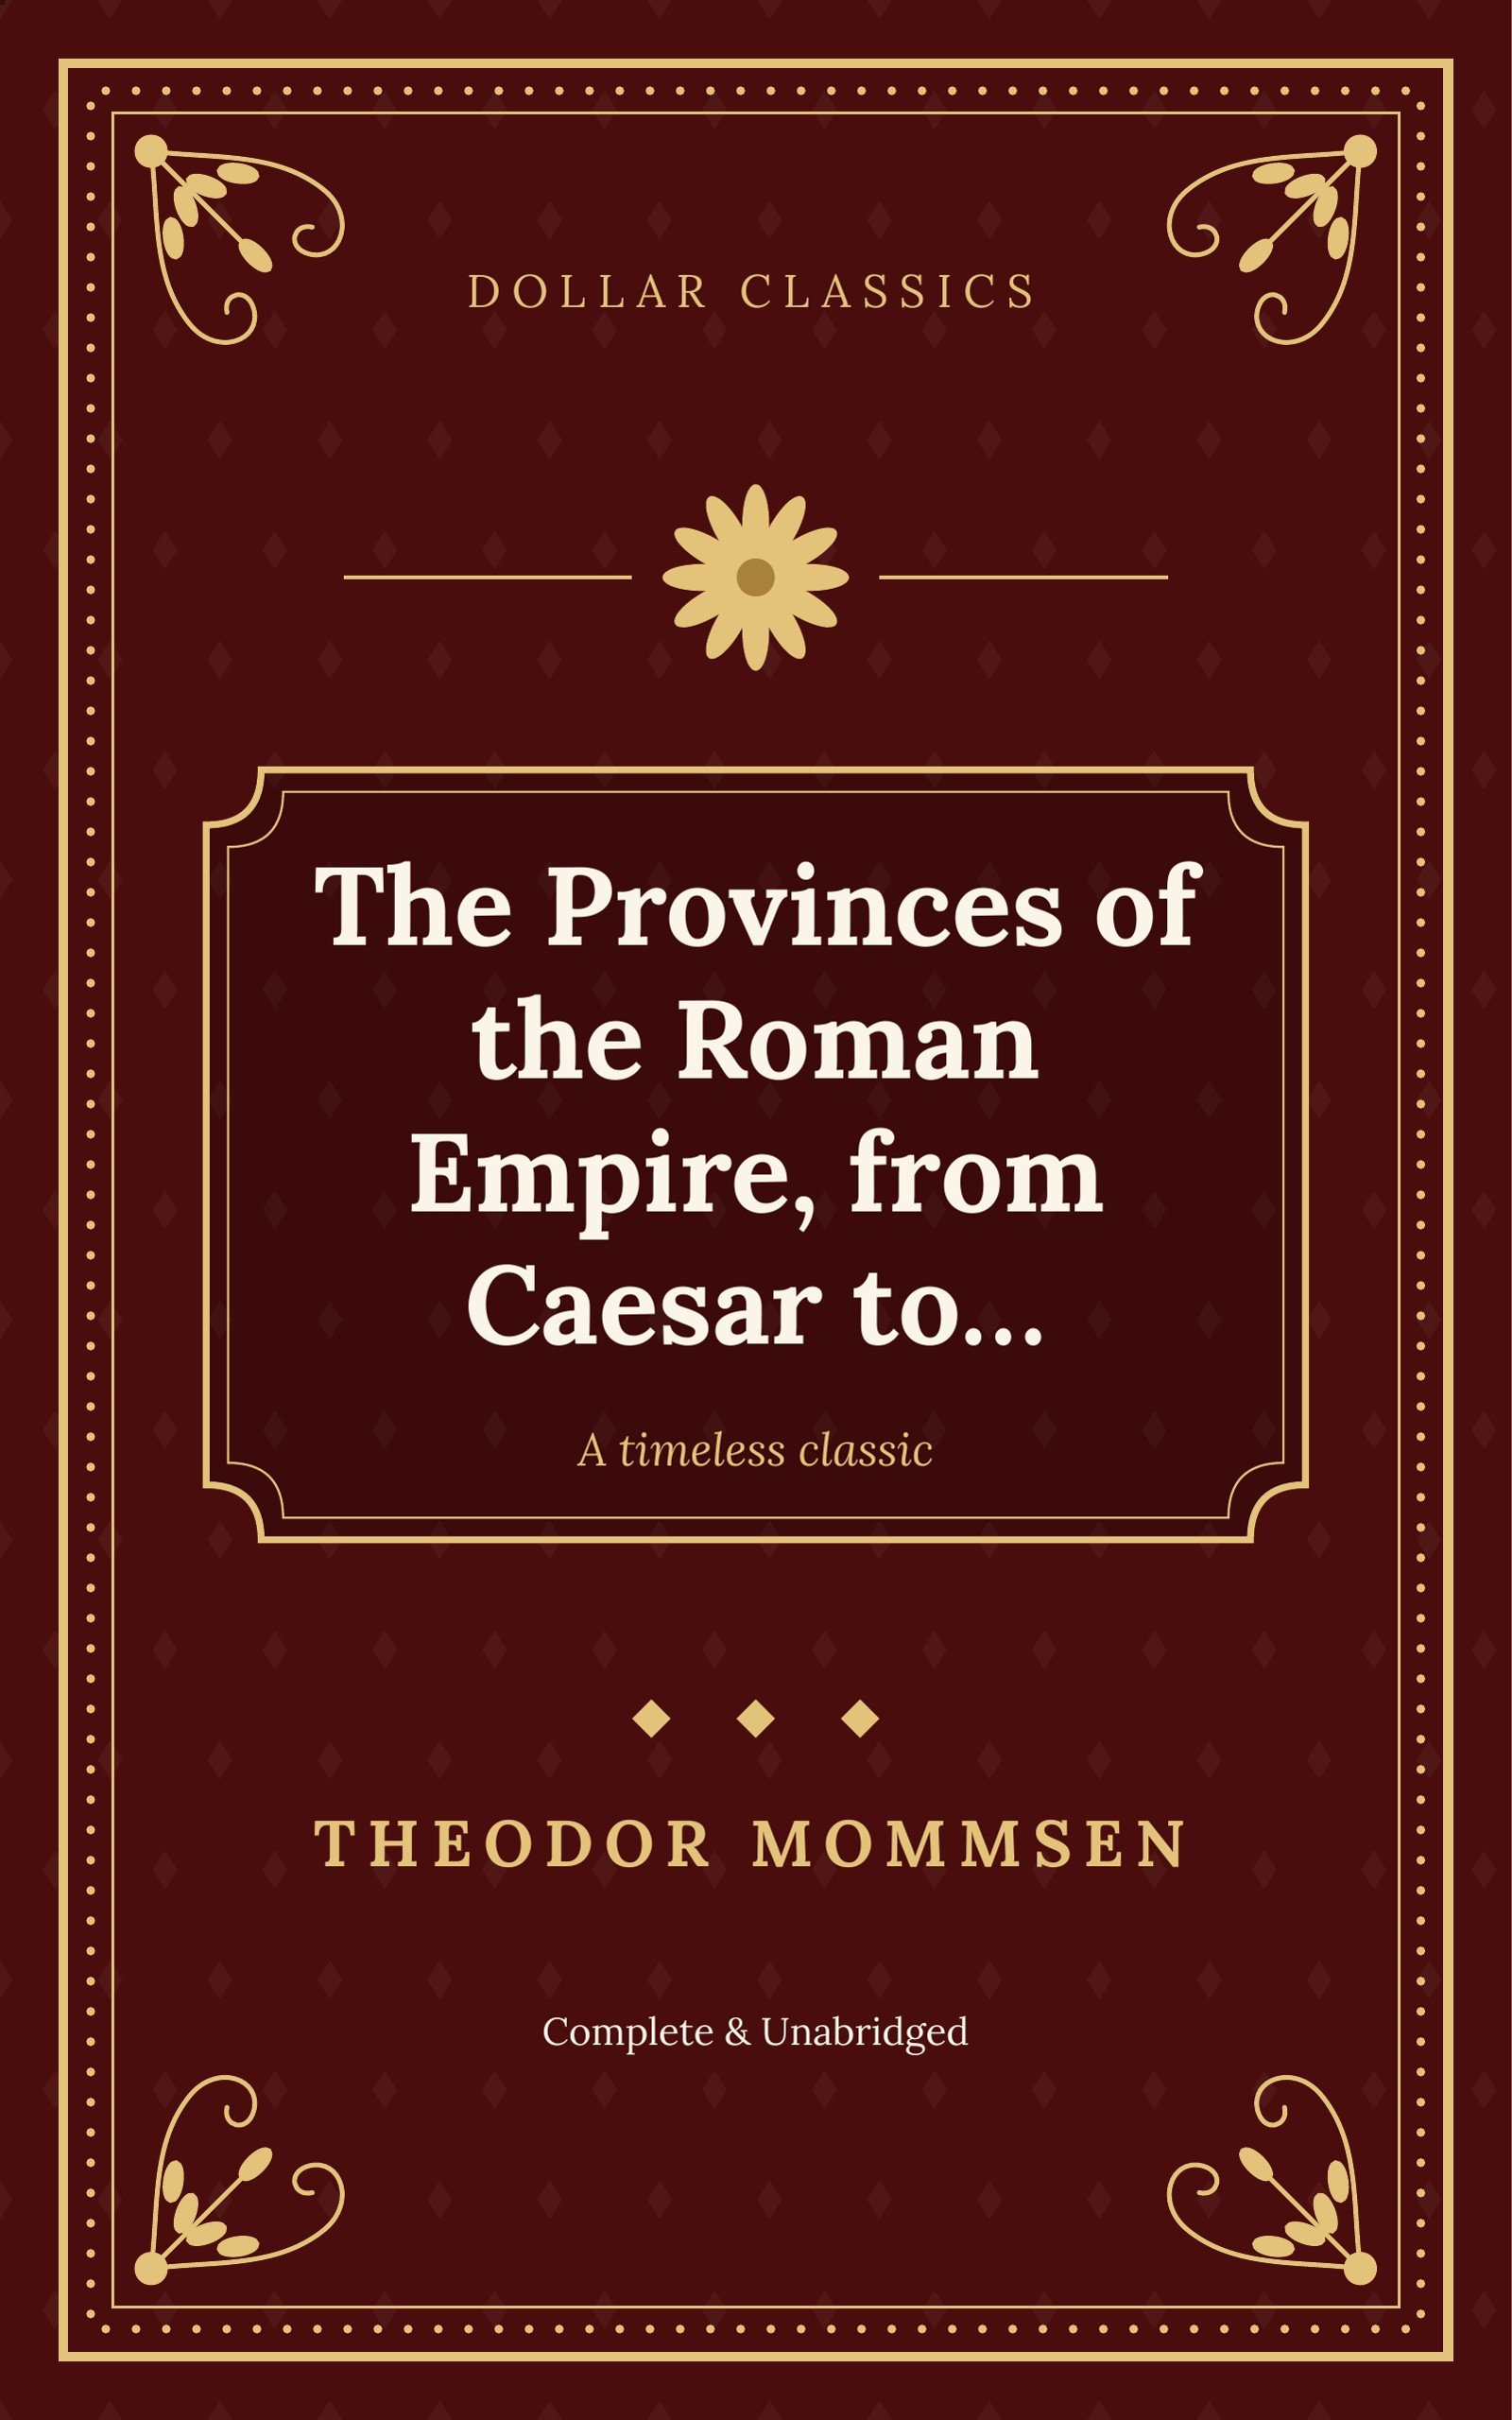 DOLLAR CLASSICS
The Provinces of
the Roman
Empire, from
Caesar to...
A timeless classic
THEODOR MOMMSEN
Complete & Unabridged